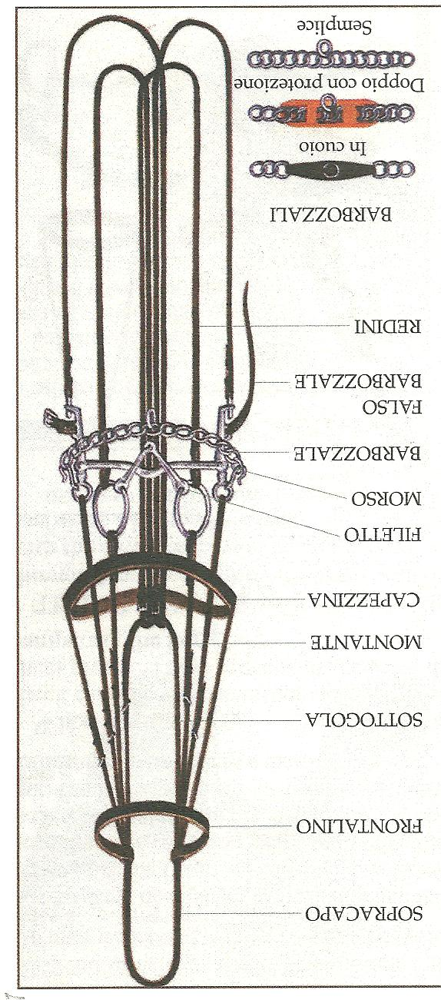 SOPRACAPO
FRONTALINO
SOTTOGOLA
MONTANTE
CAPEZZINA
FILETTO
MORSO
BARBOZZALE
FALSO
BARBOZZALE
REDINI
BARBOZZALI
In cuoio
Doppio con protezione
Semplice